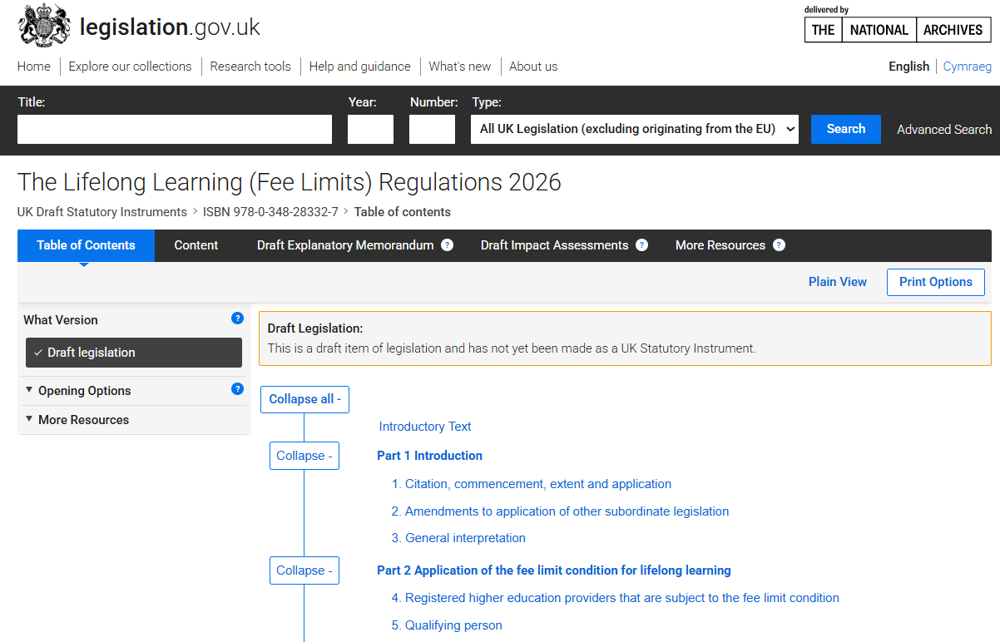 legislation.gov.uk
delivered by
THE NATIONAL ARCHIVES
Home Explore our collections Research tools Help and guidance What's new About us
English Cymraeg
Title: Year: Number: Type:
All UK Legislation (excluding originating from the EU) Search Advanced Search
The Lifelong Learning (Fee Limits) Regulations 2026
UK Draft Statutory Instruments > ISBN 978-0-348-28332-7 > Table of contents
Table of Contents Content Draft Explanatory Memorandum ? Draft Impact Assessments ? More Resources ?
Plain View Print Options
What Version ?
✓ Draft legislation
▼ Opening Options ?
▼ More Resources
Draft Legislation:
This is a draft item of legislation and has not yet been made as a UK Statutory Instrument.
Collapse all -
Introductory Text
Collapse - Part 1 Introduction
1. Citation, commencement, extent and application
2. Amendments to application of other subordinate legislation
3. General interpretation
Collapse - Part 2 Application of the fee limit condition for lifelong learning
4. Registered higher education providers that are subject to the fee limit condition
5. Qualifying person